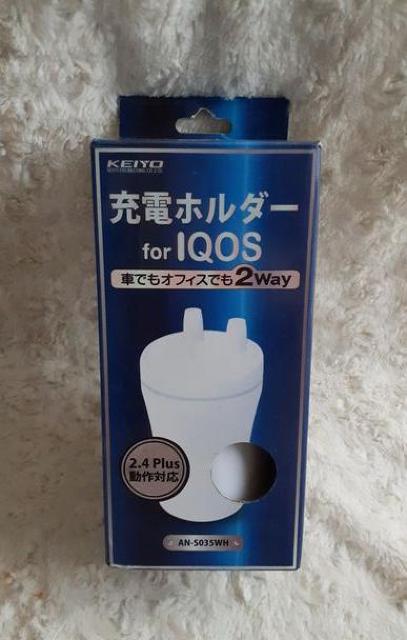 KEIYO
充電ホルダー
for IQOS
車でもオフィスでも2Way
2.4 Plus
動作対応
AN-S035WH